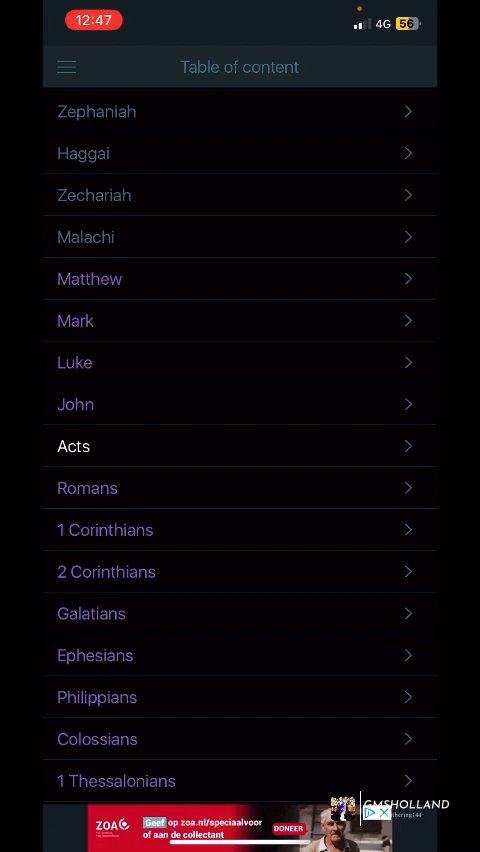 12:47
4G 56
Table of content
Zephaniah
Haggai
Zechariah
Malachi
Matthew
Mark
Luke
John
Acts
Romans
1 Corinthians
2 Corinthians
Galatians
Ephesians
Philippians
Colossians
1 Thessalonians
GMSHOLLAND
thering144
ZOA
Geef op zoa.nl/speciaalvoor
of aan de collectant
DONEER